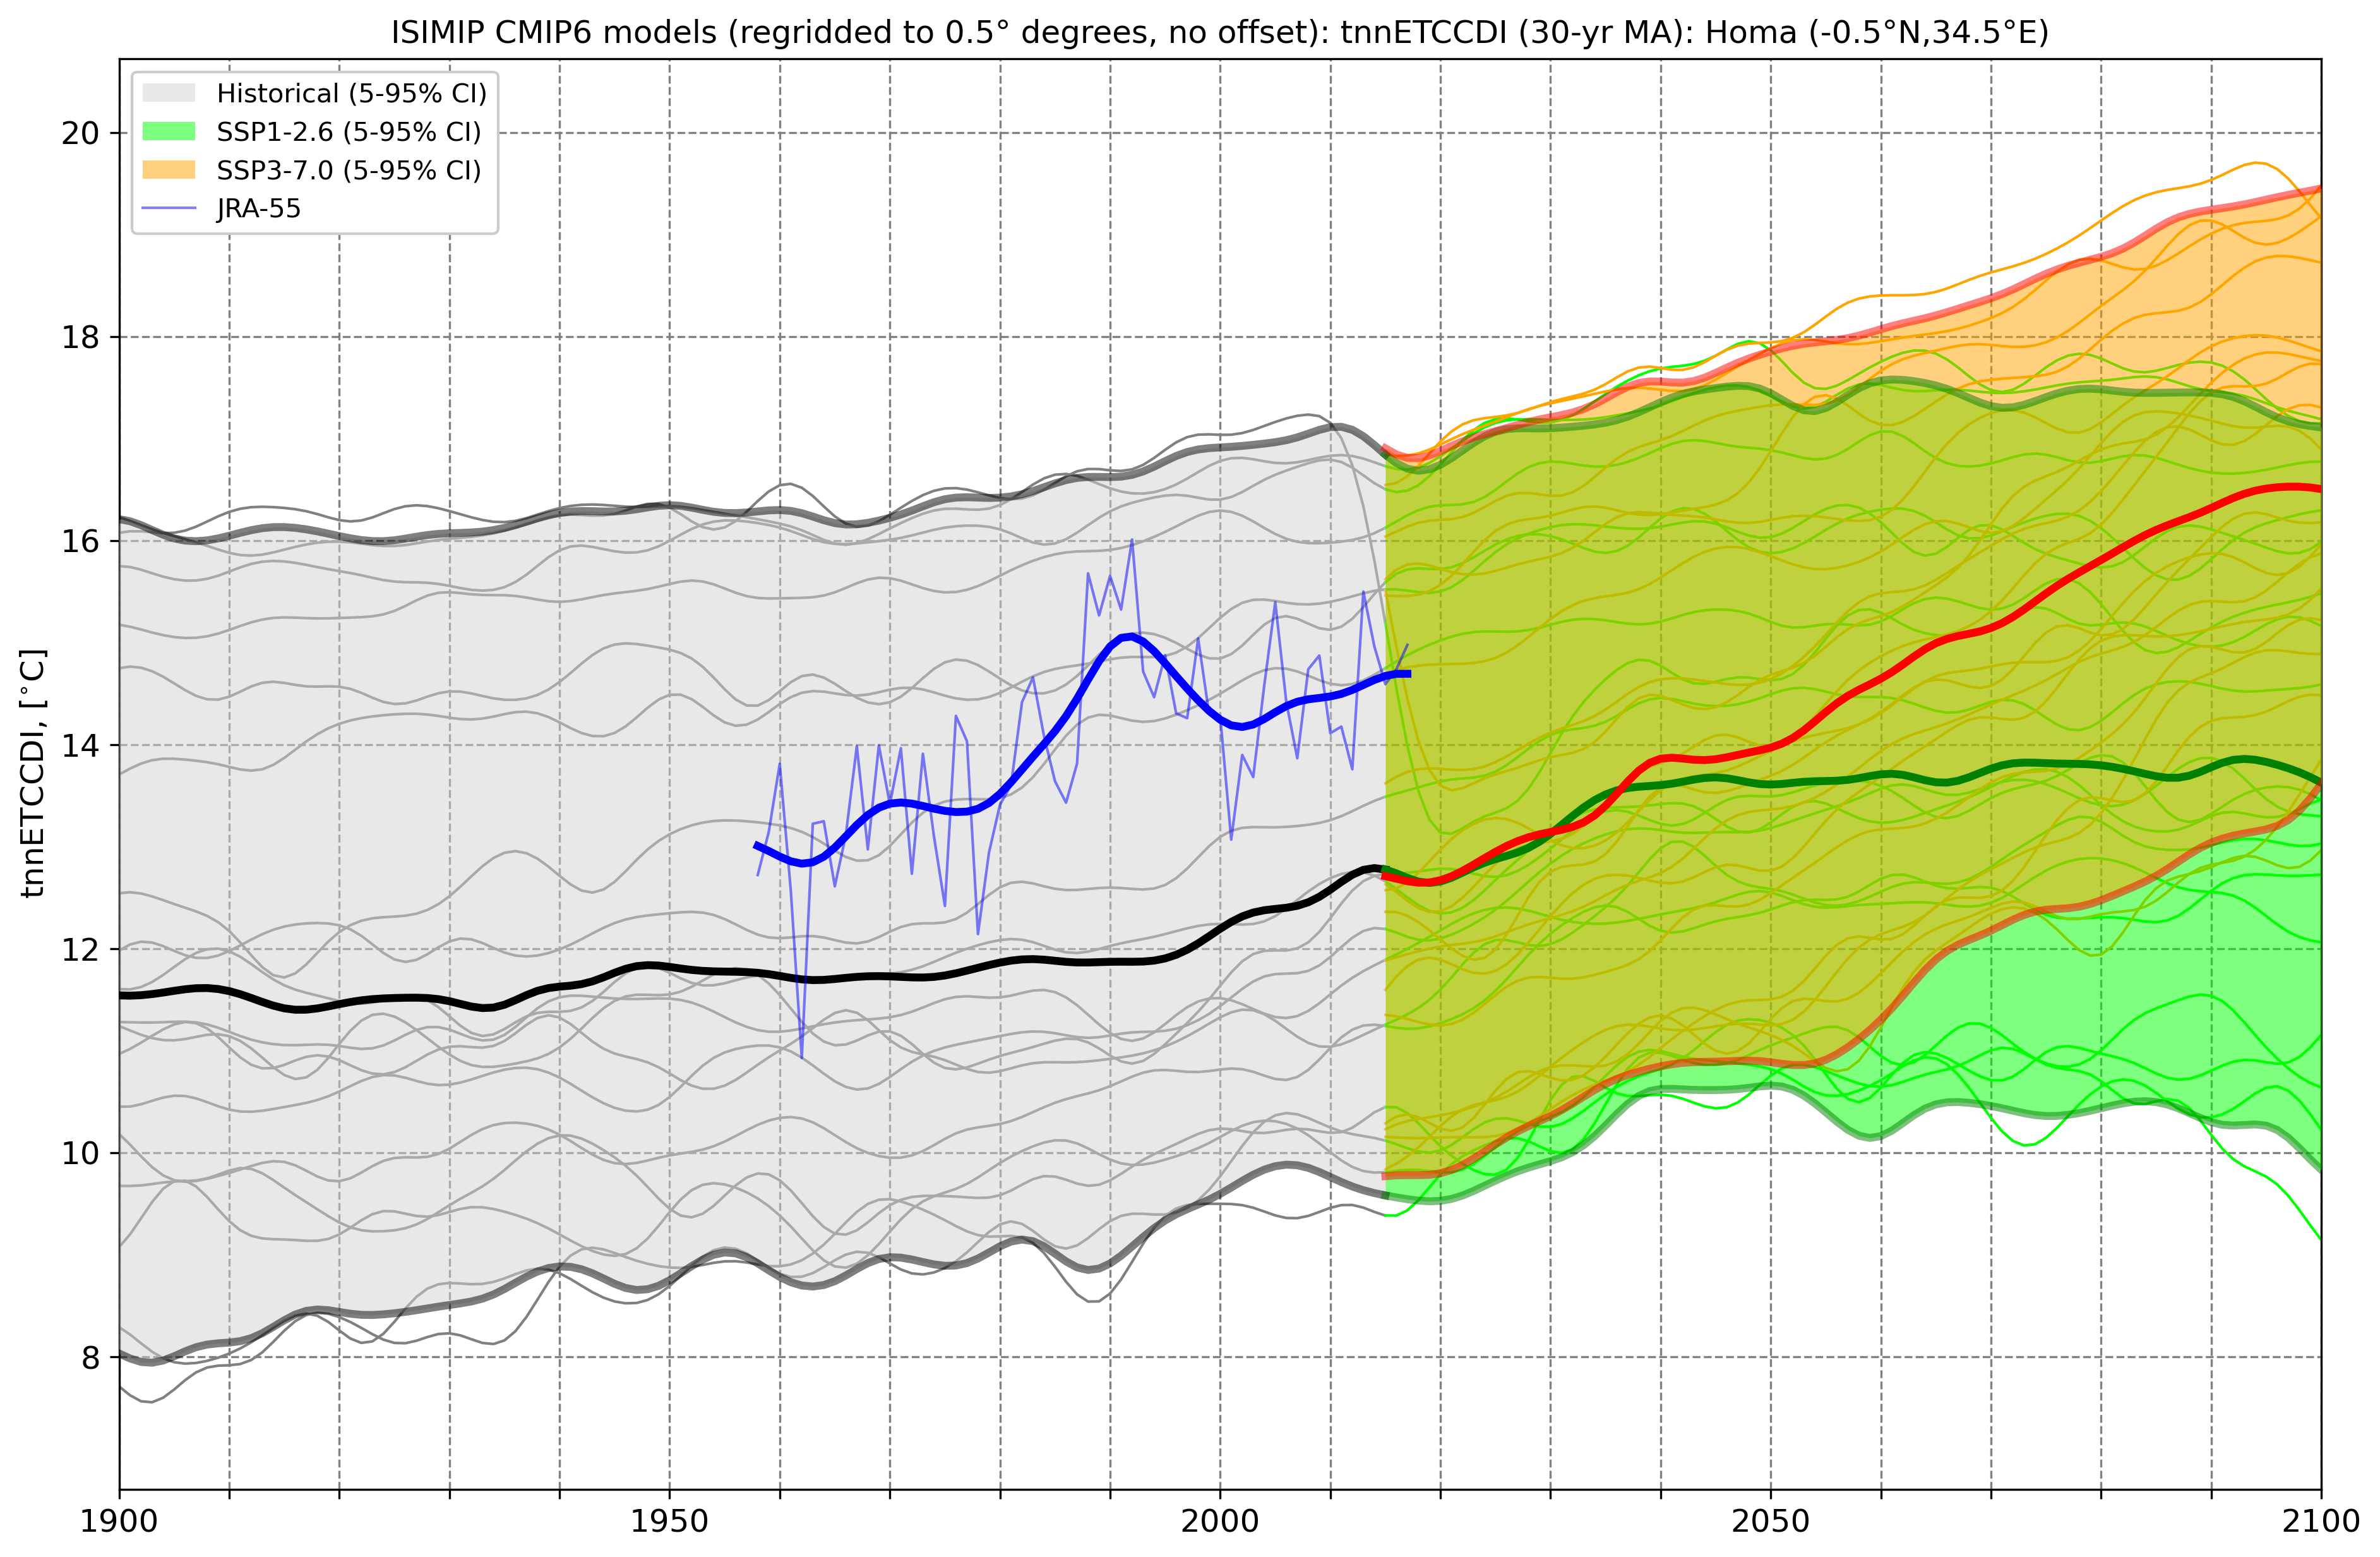 ISIMIP CMIP6 models (regridded to 0.5° degrees, no offset): tnnETCCDI (30-yr MA): Homa (-0.5°N,34.5°E)
Historical (5-95% CI)
SSP1-2.6 (5-95% CI)
SSP3-7.0 (5-95% CI)
JRA-55
20
18
16
14
12
10
8
tnnETCCDI, [°C]
1900
1950
2000
2050
2100